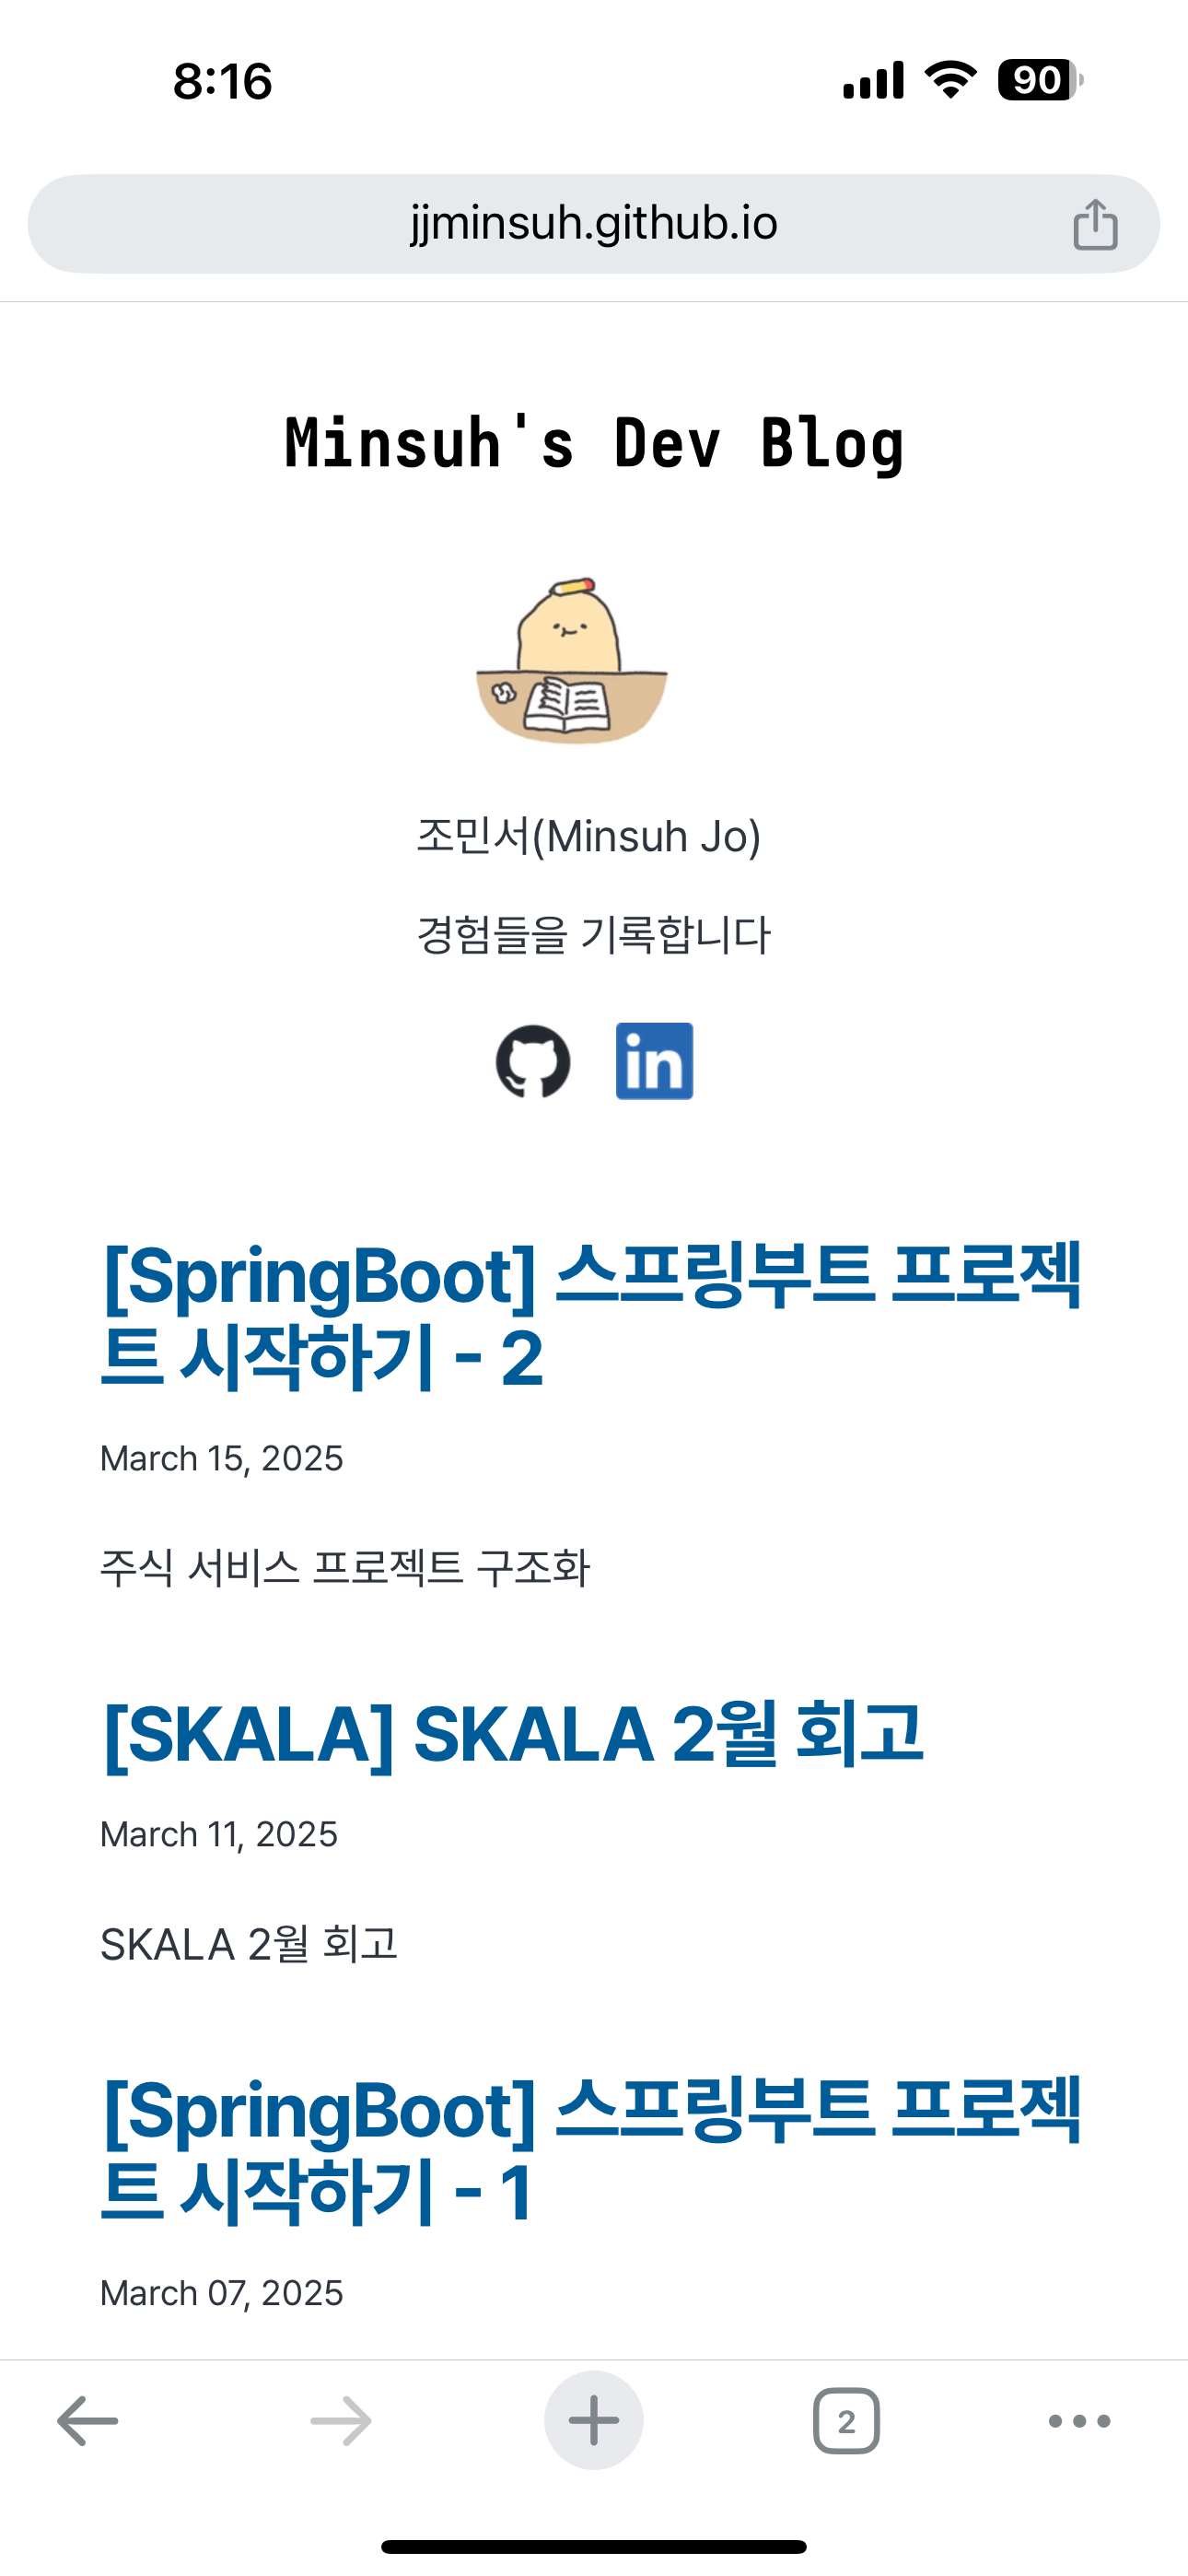 8:16
90
jjminsuh.github.io
Minsuh's Dev Blog
조민서(Minsuh Jo)
경험들을 기록합니다
in
[SpringBoot] 스프링부트 프로젝
트 시작하기 - 2
March 15, 2025
주식 서비스 프로젝트 구조화
[SKALA] SKALA 2월 회고
March 11, 2025
SKALA 2월 회고
[SpringBoot] 스프링부트 프로젝
트 시작하기 - 1
March 07, 2025
2